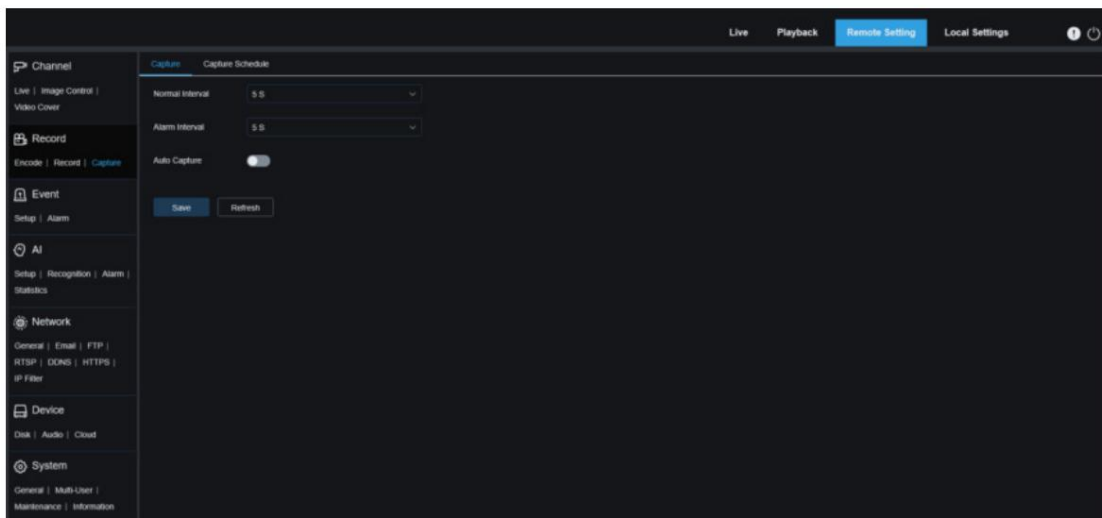 Live Playback Remote Setting Local Settings
Channel
Live | Image Control |
Video Cover
Record
Encode | Record | Capture
Event
Setup | Alarm
AI
Setup | Recognition | Alarm |
Statistics
Network
General | Email | FTP |
RTSP | DDNS | HTTPS |
IP Filter
Device
Disk | Audio | Cloud
System
General | Multi-User |
Maintenance | Information
Capture Capture Schedule
Normal Interval 5 S
Alarm Interval 5 S
Auto Capture
Save Refresh